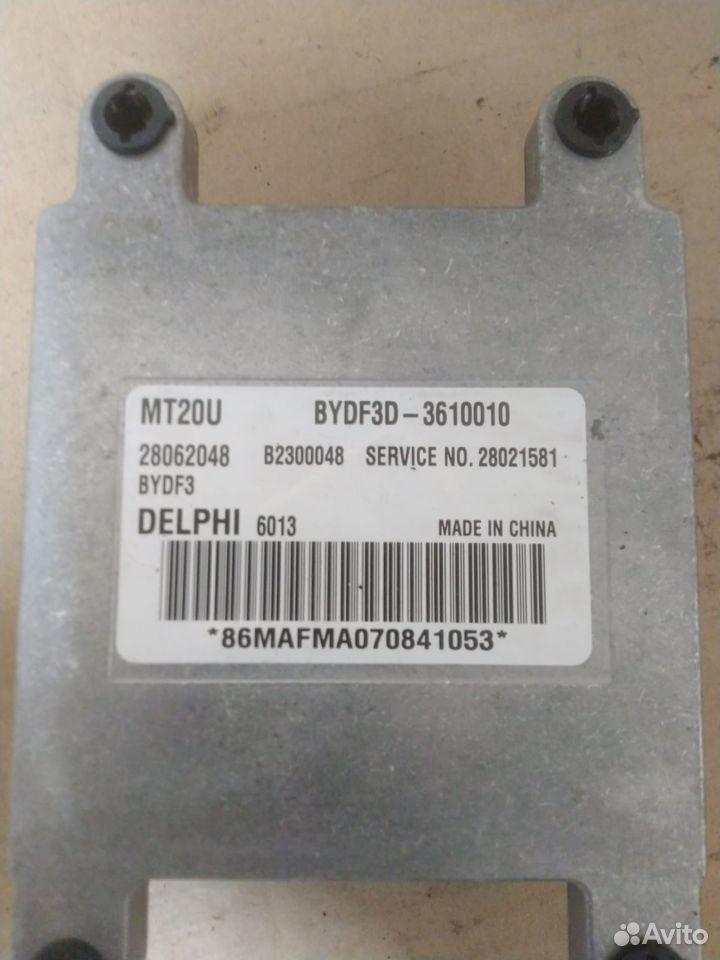 MT20U BYDF3D-3610010
28062048 B2300048 SERVICE NO. 28021581
BYDF3
DELPHI 6013 MADE IN CHINA
*86MAFMA070841053*
Avito